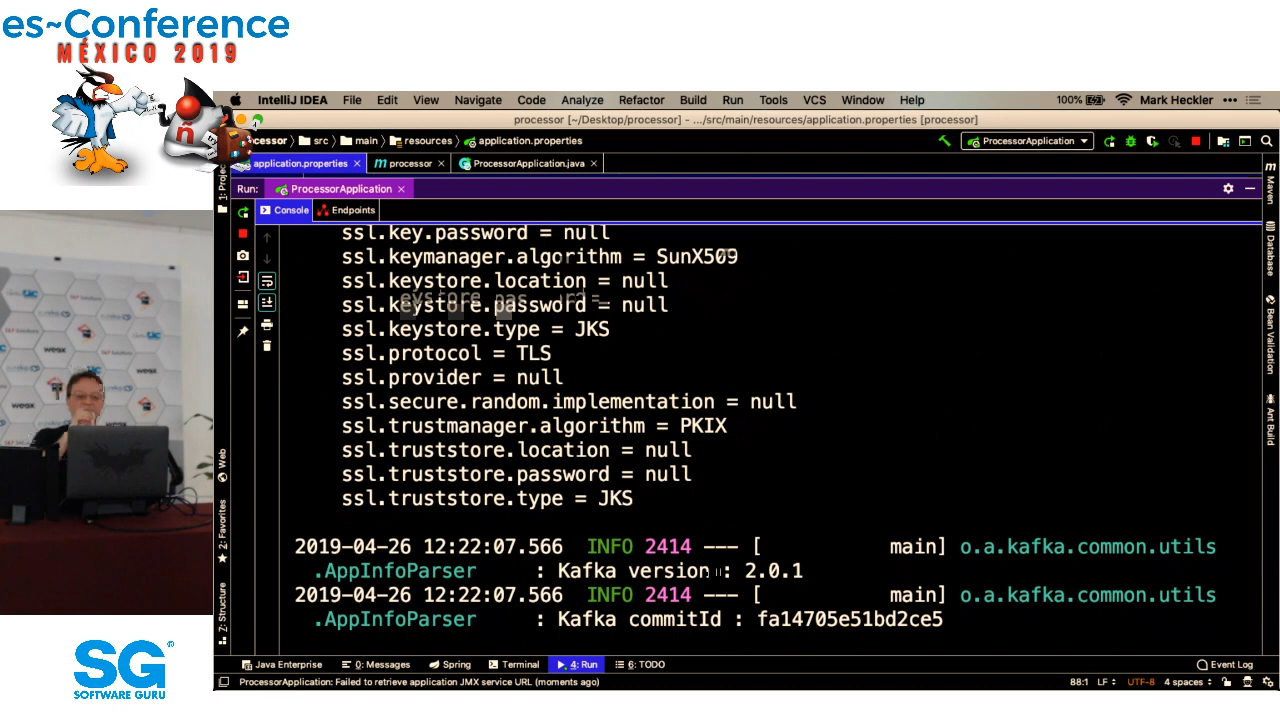 es~Conference
MÉXICO 2019
IntelliJ IDEA File Edit View Navigate Code Analyze Refactor Build Run Tools VCS Window Help 100% Mark Heckler
processor [~/Desktop/processor] - .../src/main/resources/application.properties [processor]
cessor src main resources application.properties ProcessorApplication
application.properties processor ProcessorApplication.java
Run: ProcessorApplication
Console Endpoints
ssl.key.password = null
ssl.keymanager.algorithm = SunX509
ssl.keystore.location = null
ssl.keystore.password = null
ssl.keystore.type = JKS
ssl.protocol = TLS
ssl.provider = null
ssl.secure.random.implementation = null
ssl.trustmanager.algorithm = PKIX
ssl.truststore.location = null
ssl.truststore.password = null
ssl.truststore.type = JKS
2019-04-26 12:22:07.566 INFO 2414 --- [ main] o.a.kafka.common.utils
.AppInfoParser : Kafka version : 2.0.1
2019-04-26 12:22:07.566 INFO 2414 --- [ main] o.a.kafka.common.utils
.AppInfoParser : Kafka commitId : fa14705e51bd2ce5
Java Enterprise 0: Messages Spring Terminal 4: Run 6: TODO Event Log
ProcessorApplication: Failed to retrieve application JMX service URL (moments ago) 88:1 LF UTF-8 4 spaces
1: Proje
Web
2: Favorites
Z: Structure
m
Maven
Database
Bean Validation
Ant Build
ñ
weax
weax
SG
SOFTWARE GURU